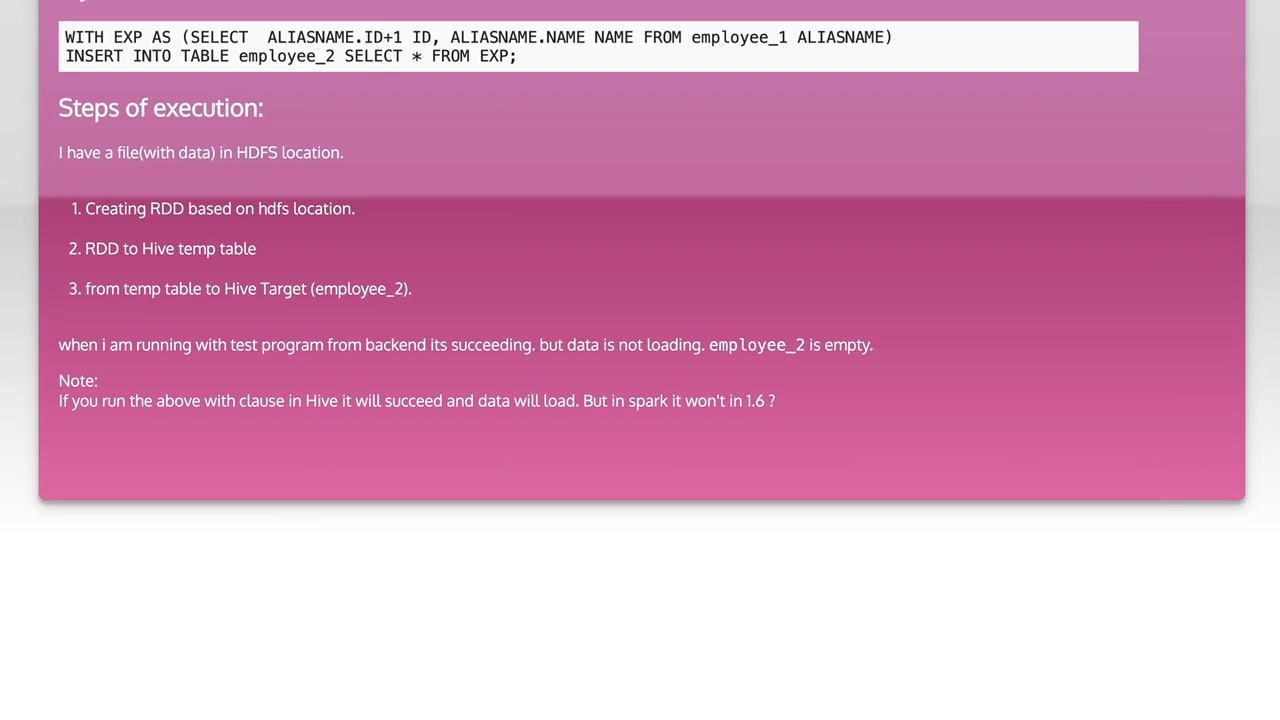 WITH EXP AS (SELECT  ALIASNAME.ID+1 ID, ALIASNAME.NAME NAME FROM employee_1 ALIASNAME)
INSERT INTO TABLE employee_2 SELECT * FROM EXP;
Steps of execution:
I have a file(with data) in HDFS location.
1. Creating RDD based on hdfs location.
2. RDD to Hive temp table
3. from temp table to Hive Target (employee_2).
when i am running with test program from backend its succeeding. but data is not loading. employee_2 is empty.
Note:
If you run the above with clause in Hive it will succeed and data will load. But in spark it won't in 1.6 ?